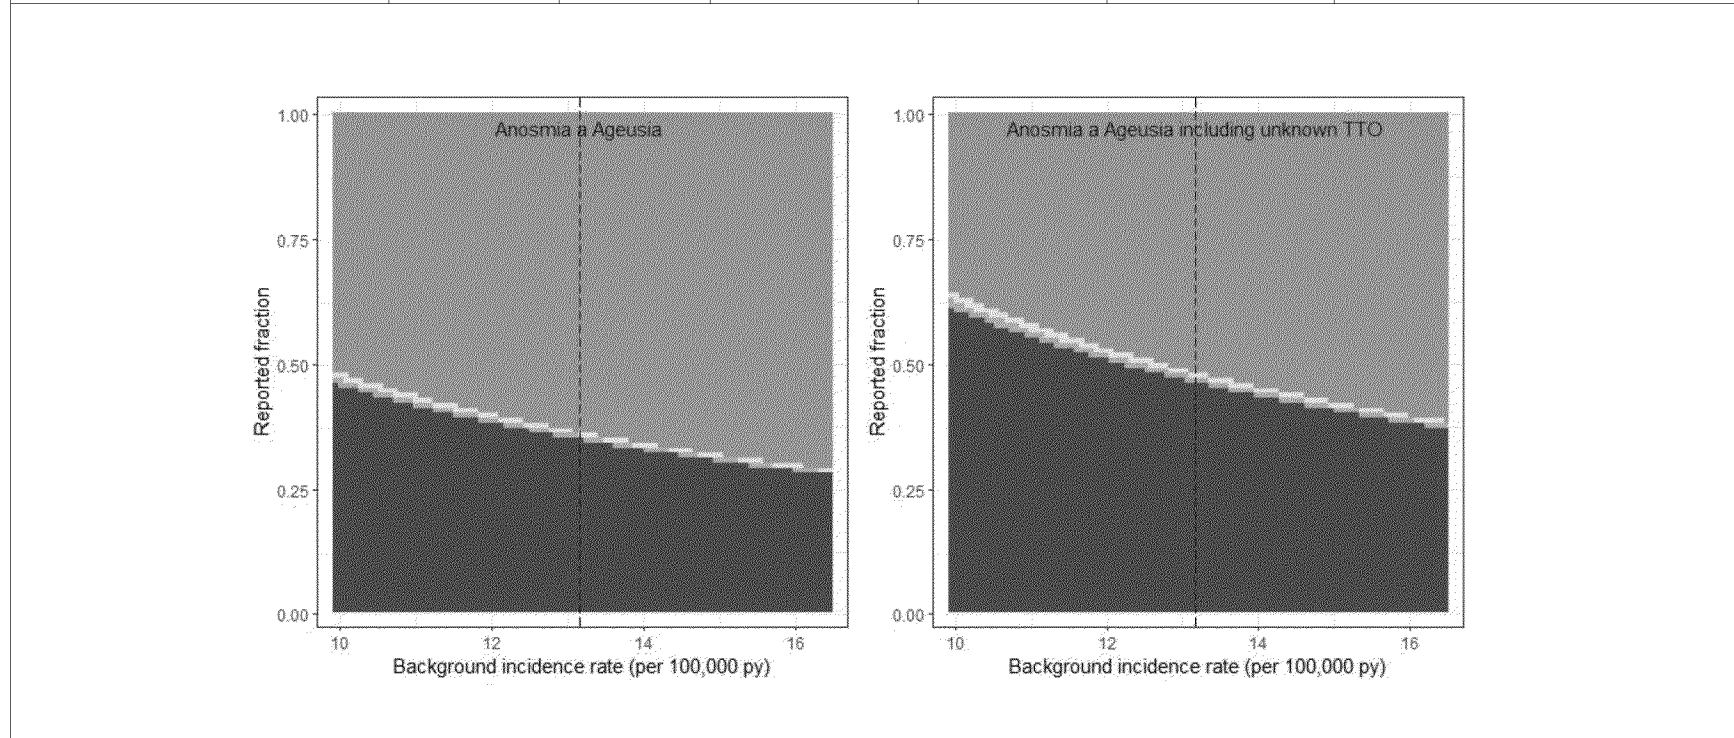 Anosmia a Ageusia
1.00
0.75
0.50
0.25
0.00
Reported fraction
10 12 14 16
Background incidence rate (per 100,000 py)
Anosmia a Ageusia including unknown TTO
1.00
0.75
0.50
0.25
0.00
Reported fraction
10 12 14 16
Background incidence rate (per 100,000 py)